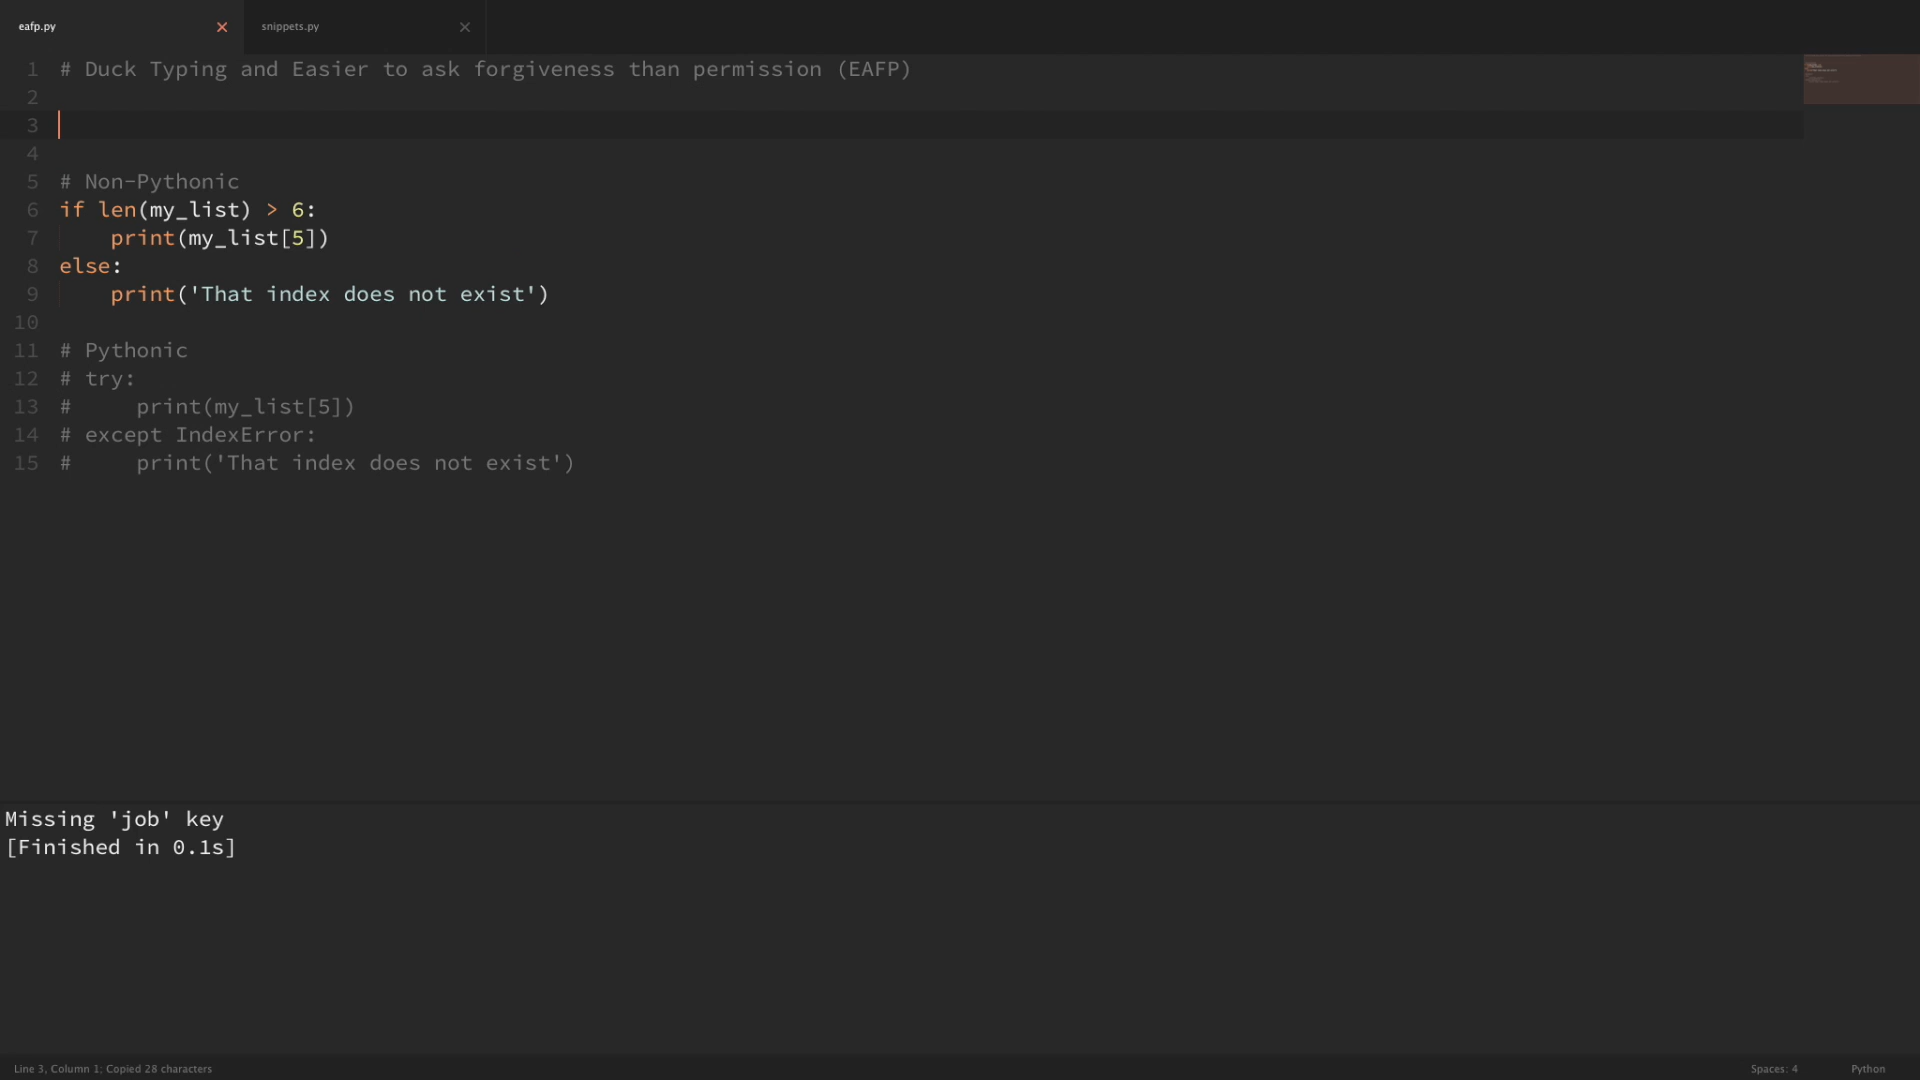 eafp.py
snippets.py
1 # Duck Typing and Easier to ask forgiveness than permission (EAFP)
2
3
4
5 # Non-Pythonic
6 if len(my_list) > 6:
7     print(my_list[5])
8 else:
9     print('That index does not exist')
10
11 # Pythonic
12 # try:
13 #     print(my_list[5])
14 # except IndexError:
15 #     print('That index does not exist')
Missing 'job' key
[Finished in 0.1s]
Line 3, Column 1; Copied 28 characters
Spaces: 4
Python